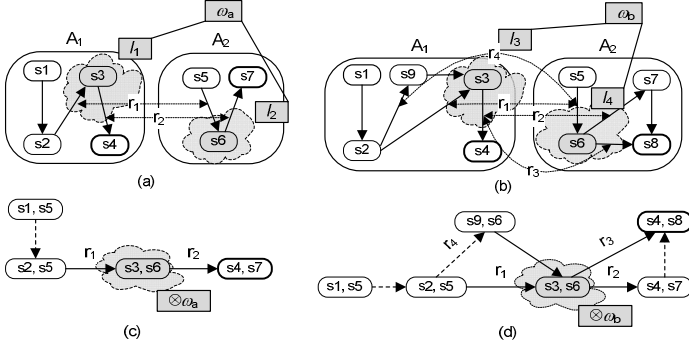 ωₐ
A₁
l₁
A₂
s1
s3
s5
s7
r₁
l₂
r₂
s2
s4
s6
(a)
ω_b
A₁
l₃
A₂
r₄
s1
s9
s3
s5
s7
l₄
r₁
r₂
s2
s4
s6
s8
r₃
(b)
s1, s5
r₁
r₂
s2, s5
s3, s6
s4, s7
⊗ωₐ
(c)
s9, s6
s4, s8
r₄
r₃
r₁
r₂
s1, s5
s2, s5
s3, s6
s4, s7
⊗ω_b
(d)